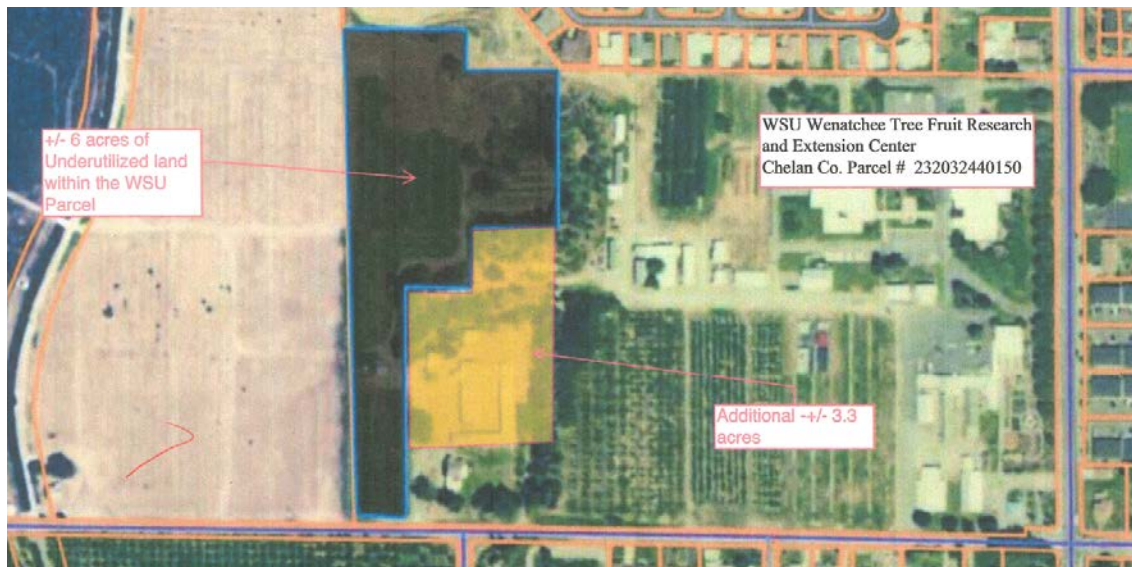 +/- 6 acres of
Underutilized land
within the WSU
Parcel
WSU Wenatchee Tree Fruit Research
and Extension Center
Chelan Co. Parcel # 232032440150
Additional -+/- 3.3
acres